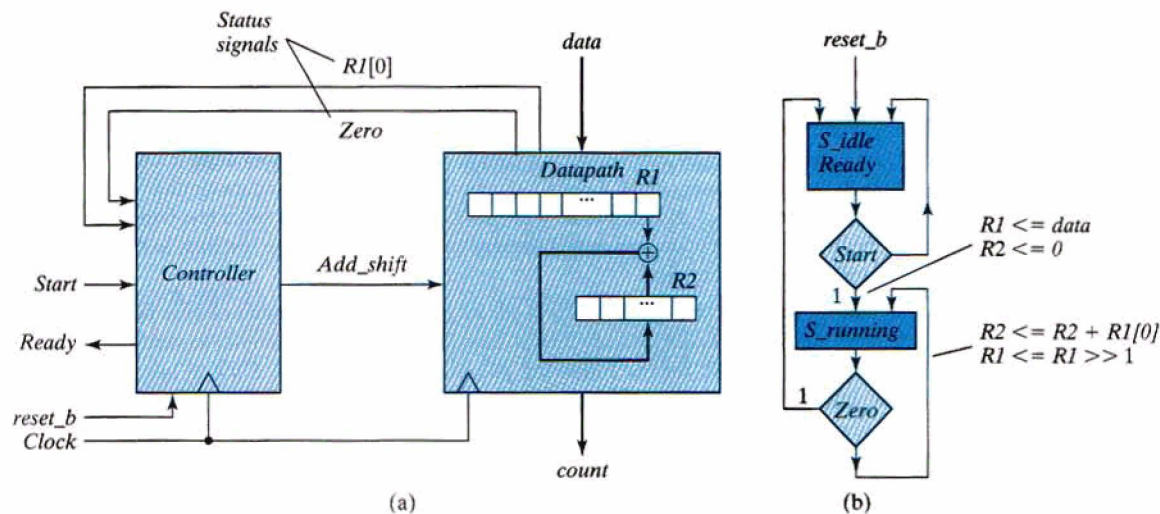 Status
signals
R1[0]
Zero
data
Datapath
R1
...
R2
...
Controller
Add_shift
Start
Ready
reset_b
Clock
count
(a)
reset_b
S_idle
Ready
Start
R1 <= data
R2 <= 0
1
S_running
R2 <= R2 + R1[0]
R1 <= R1 >> 1
1
Zero
(b)